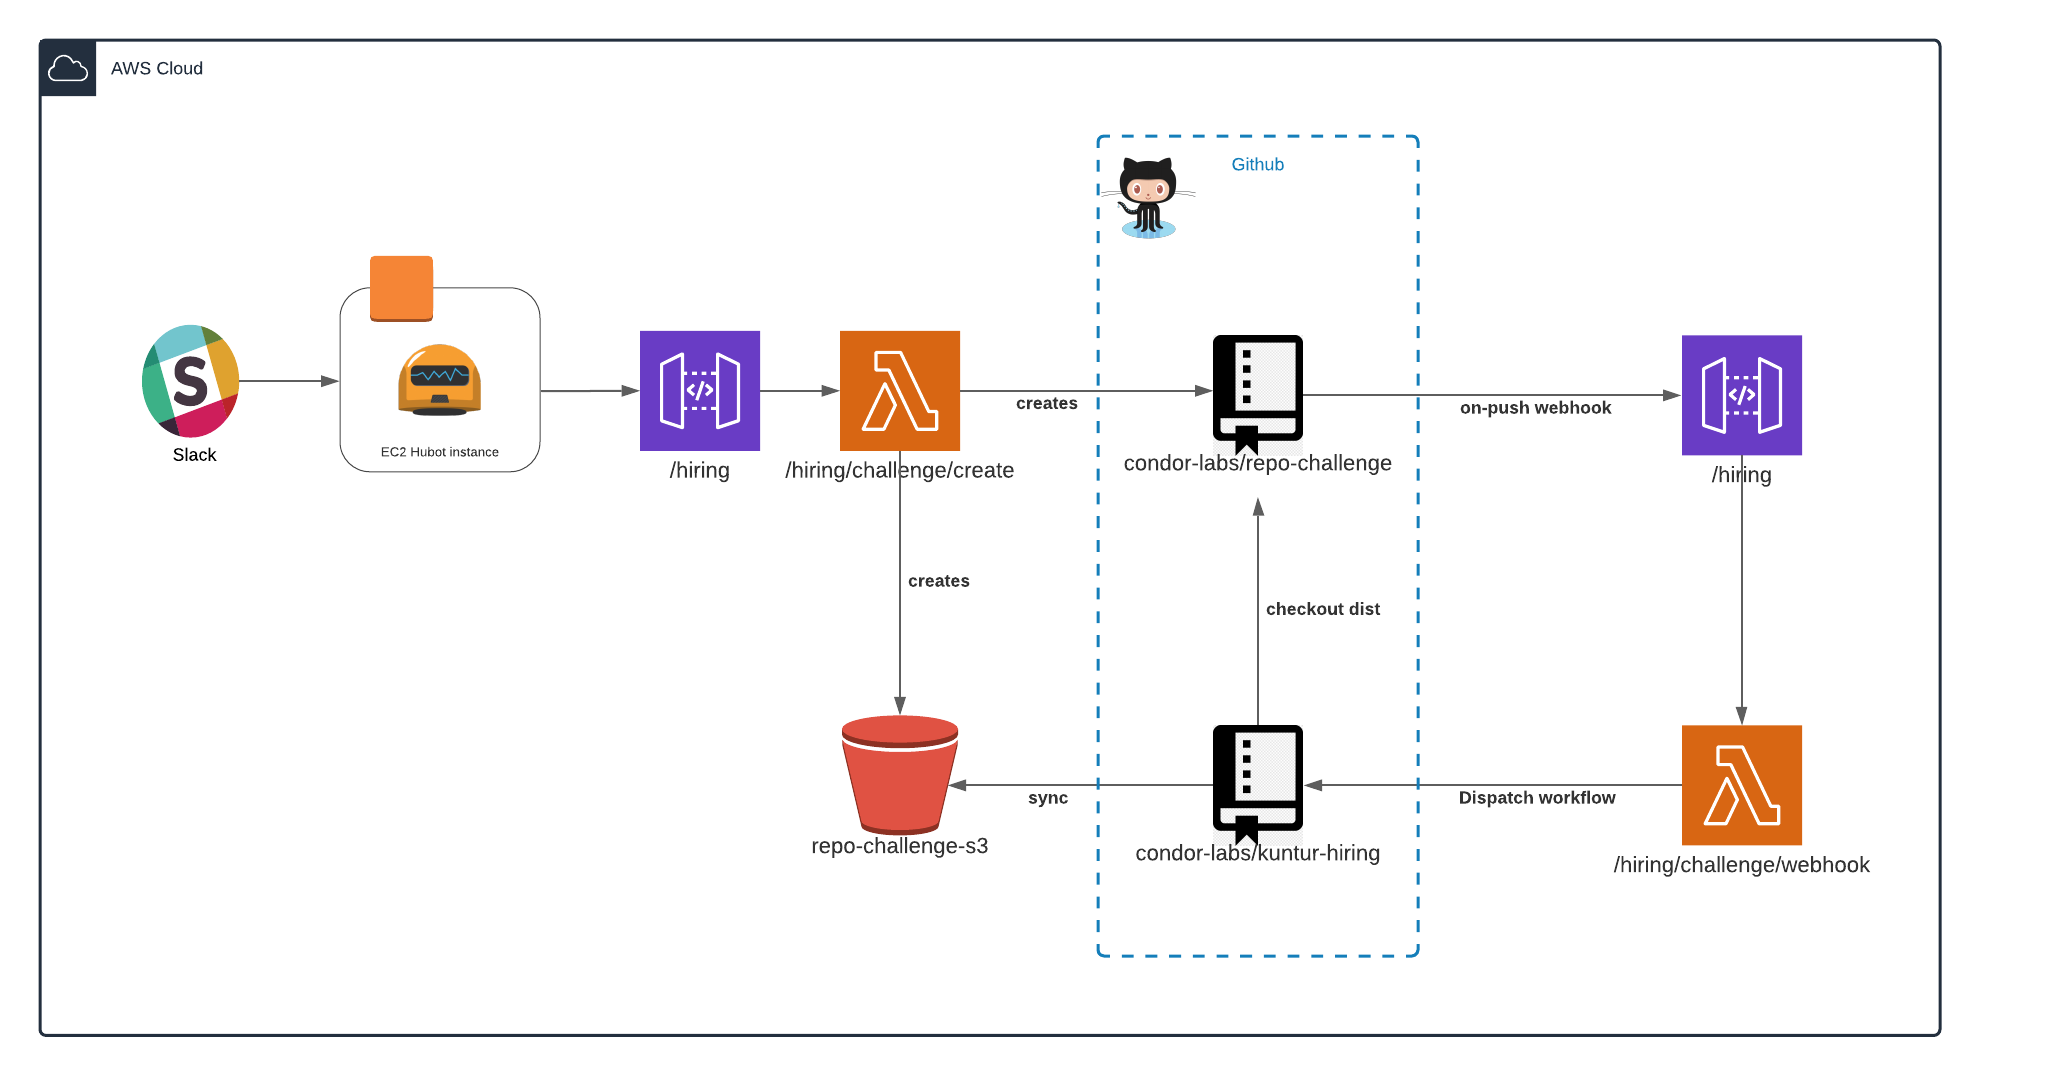 AWS Cloud
Github
S
Slack
EC2 Hubot instance
</>
/hiring
/hiring/challenge/create
creates
condor-labs/repo-challenge
on-push webhook
</>
/hiring
creates
checkout dist
repo-challenge-s3
sync
condor-labs/kuntur-hiring
Dispatch workflow
/hiring/challenge/webhook